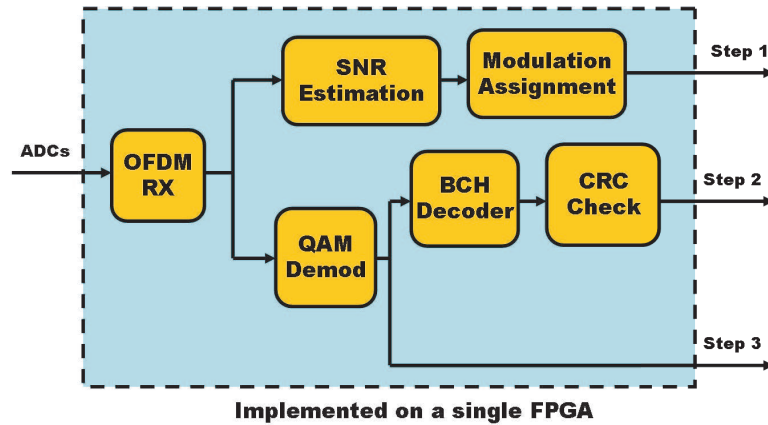 SNR
Estimation
Modulation
Assignment
Step 1
ADCs
OFDM
RX
BCH
Decoder
CRC
Check
Step 2
QAM
Demod
Step 3
Implemented on a single FPGA